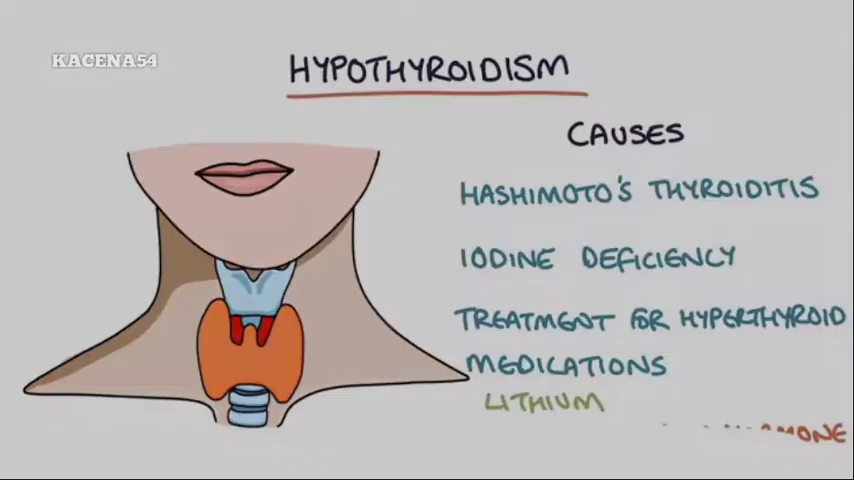 KACENA54
HYPOTHYROIDISM
CAUSES
HASHIMOTO'S THYROIDITIS
IODINE DEFICIENCY
TREATMENT FOR HYPERTHYROID
MEDICATIONS
LITHIUM